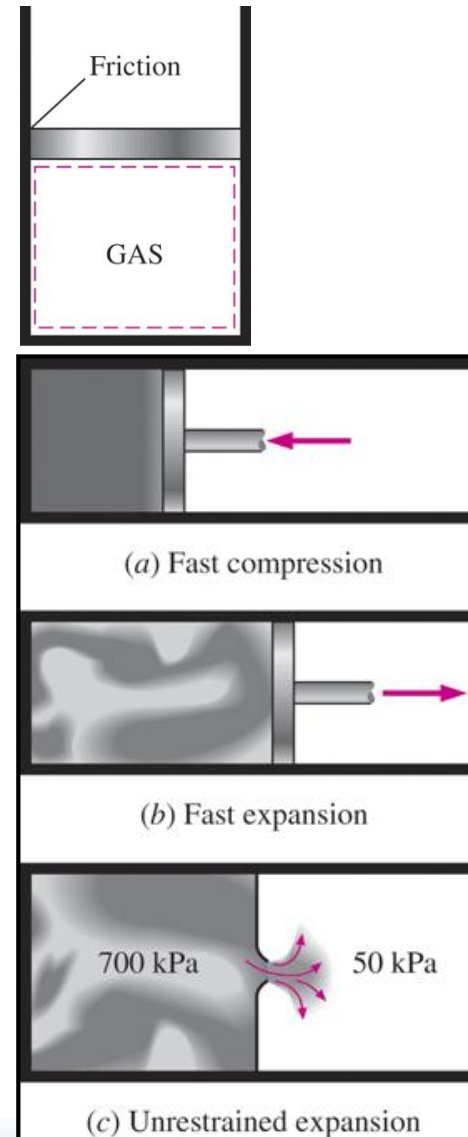 Friction
GAS
(a) Fast compression
(b) Fast expansion
700 kPa 50 kPa
(c) Unrestrained expansion